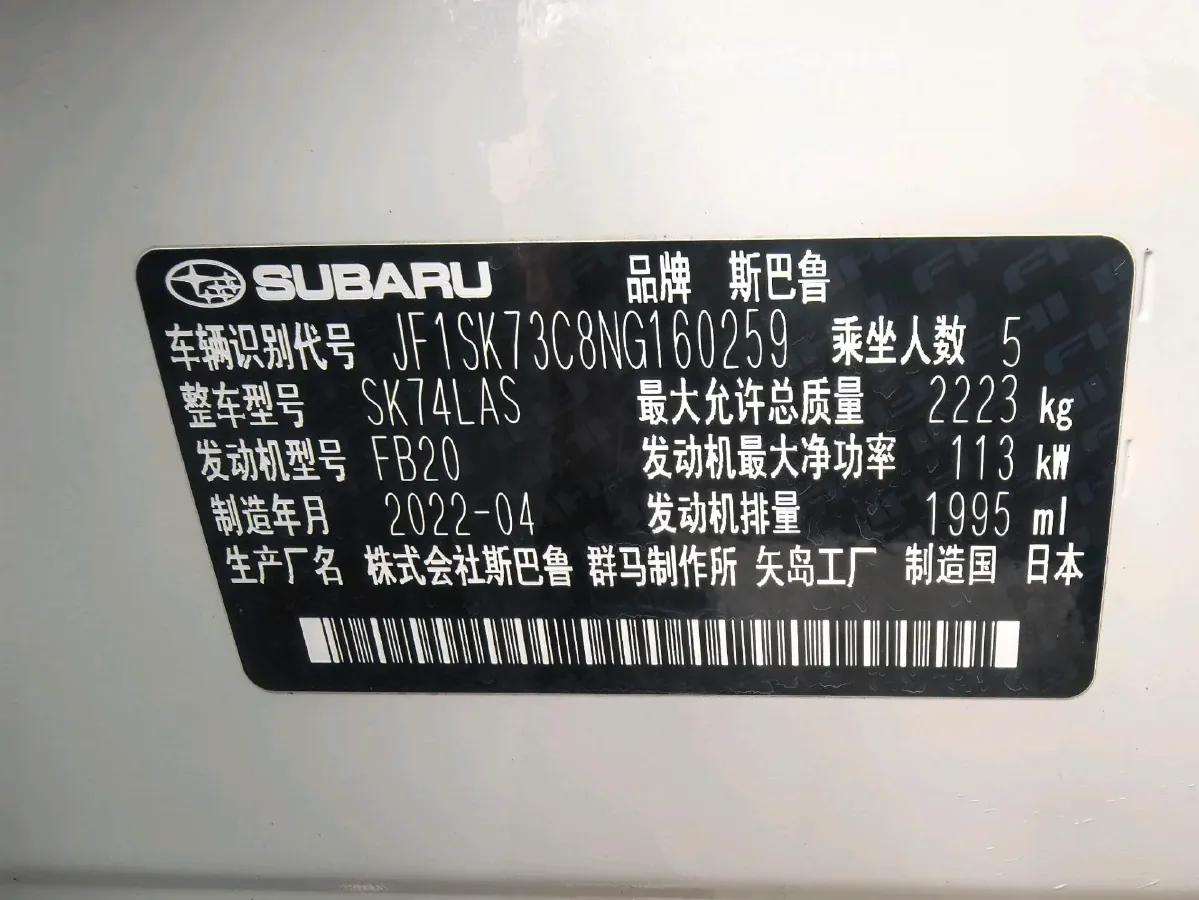 SUBARU 品牌 斯巴鲁
车辆识别代号 JF1SK73C8NG160259 乘坐人数 5
整车型号 SK74LAS 最大允许总质量 2223 kg
发动机型号 FB20 发动机最大净功率 113 kW
制造年月 2022-04 发动机排量 1995 ml
生产厂名 株式会社斯巴鲁 群马制作所 矢岛工厂 制造国 日本